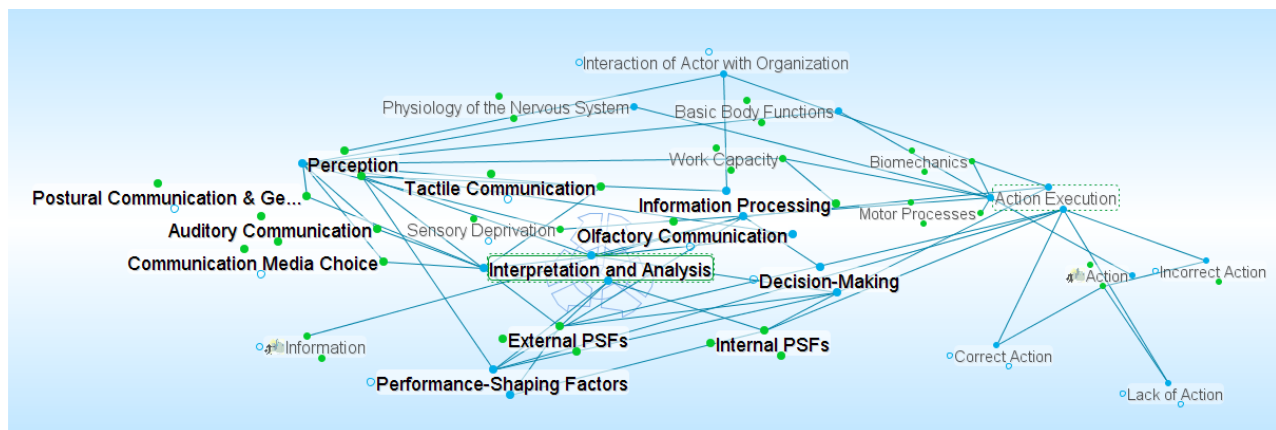 Interaction of Actor with Organization
Physiology of the Nervous System
Basic Body Functions
Perception
Work Capacity
Biomechanics
Tactile Communication
Postural Communication & Ge...
Information Processing
Action Execution
Motor Processes
Auditory Communication
Sensory Deprivation
Olfactory Communication
Communication Media Choice
Interpretation and Analysis
Decision-Making
Action
Incorrect Action
External PSFs
Internal PSFs
Information
Correct Action
Performance-Shaping Factors
Lack of Action